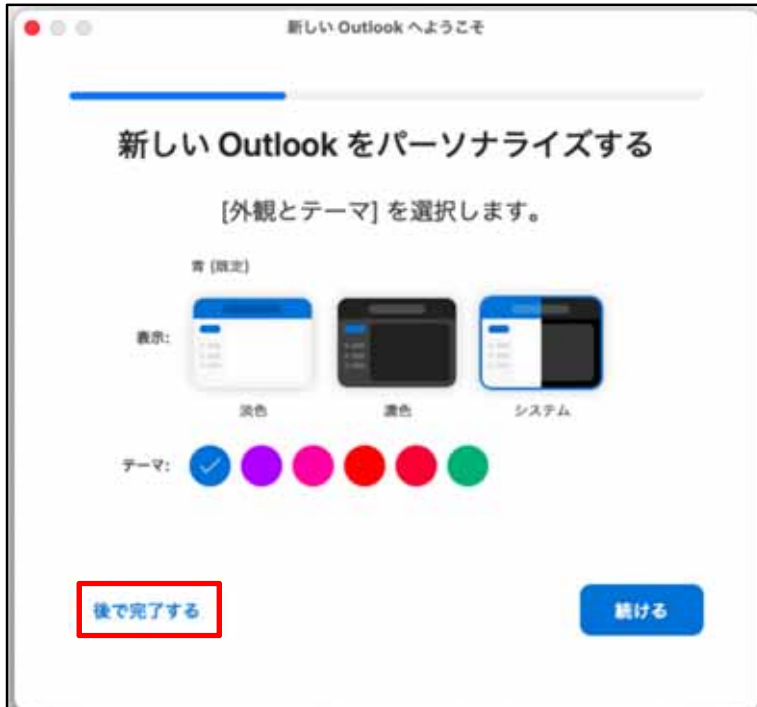 新しい Outlook へようこそ
新しい Outlook をパーソナライズする
[外観とテーマ] を選択します。
青 (既定)
表示:
淡色 濃色 システム
テーマ:
後で完了する 続ける